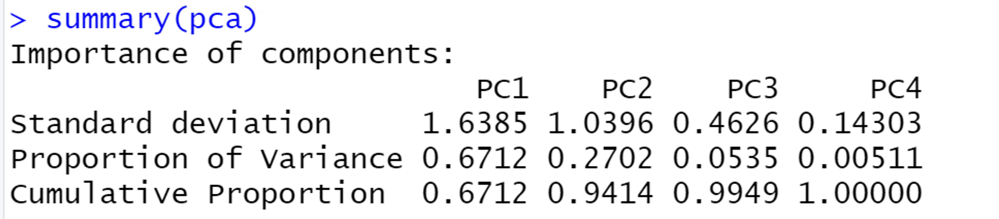 > summary(pca)
Importance of components:
                          PC1    PC2    PC3     PC4
Standard deviation     1.6385 1.0396 0.4626 0.14303
Proportion of Variance 0.6712 0.2702 0.0535 0.00511
Cumulative Proportion  0.6712 0.9414 0.9949 1.00000